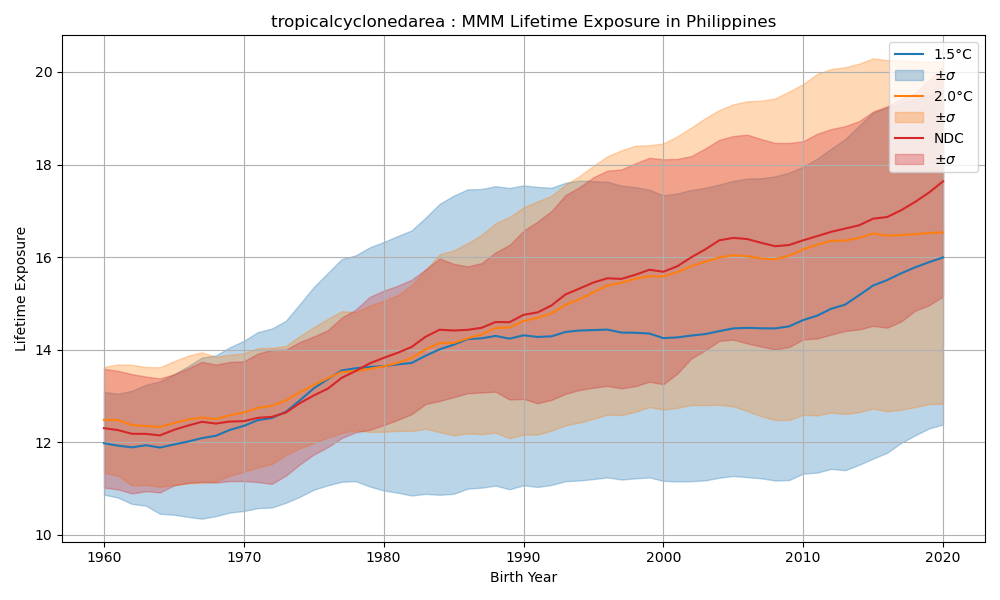 tropicalcyclonedarea : MMM Lifetime Exposure in Philippines
Lifetime Exposure
20
18
16
14
12
10
1.5°C
±σ
2.0°C
±σ
NDC
±σ
1960
1970
1980
1990
2000
2010
2020
Birth Year